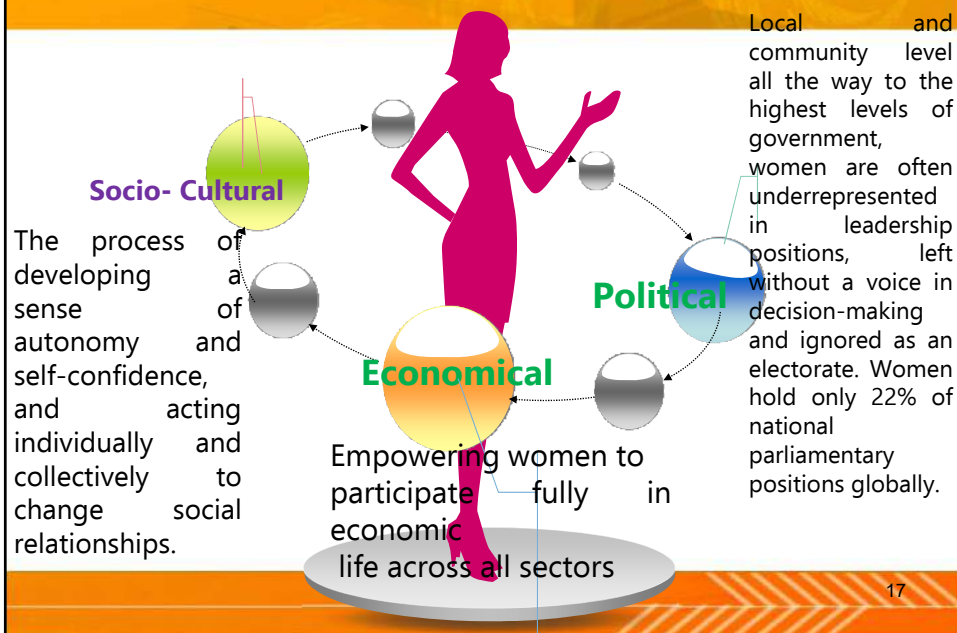 Socio- Cultural
The process of
developing a
sense of
autonomy and
self-confidence,
and acting
individually and
collectively to
change social
relationships.
Economical
Empowering women to
participate fully in
economic
life across all sectors
Political
Local and
community level
all the way to the
highest levels of
government,
women are often
underrepresented
in leadership
positions, left
without a voice in
decision-making
and ignored as an
electorate. Women
hold only 22% of
national
parliamentary
positions globally.
17